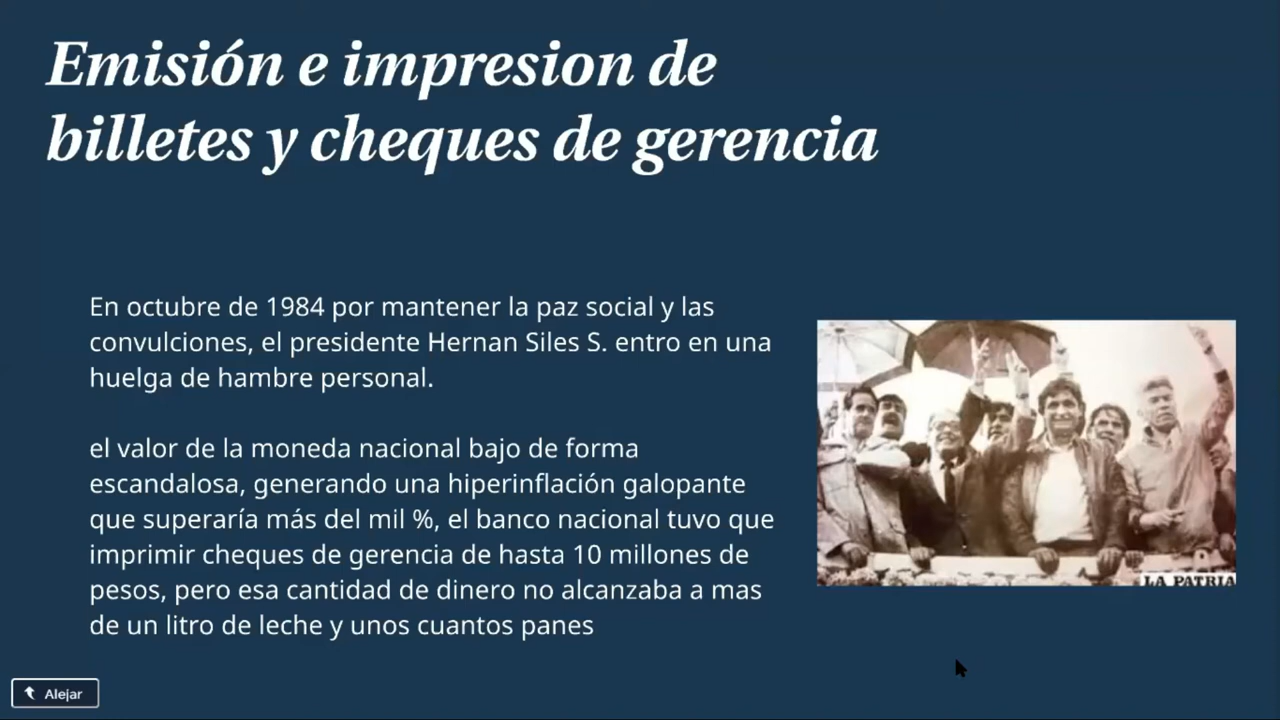 Emisión e impresion de
billetes y cheques de gerencia
En octubre de 1984 por mantener la paz social y las
convulciones, el presidente Hernan Siles S. entro en una
huelga de hambre personal.
el valor de la moneda nacional bajo de forma
escandalosa, generando una hiperinflación galopante
que superaría más del mil %, el banco nacional tuvo que
imprimir cheques de gerencia de hasta 10 millones de
pesos, pero esa cantidad de dinero no alcanzaba a mas
de un litro de leche y unos cuantos panes
LA PATRIA
Alejar